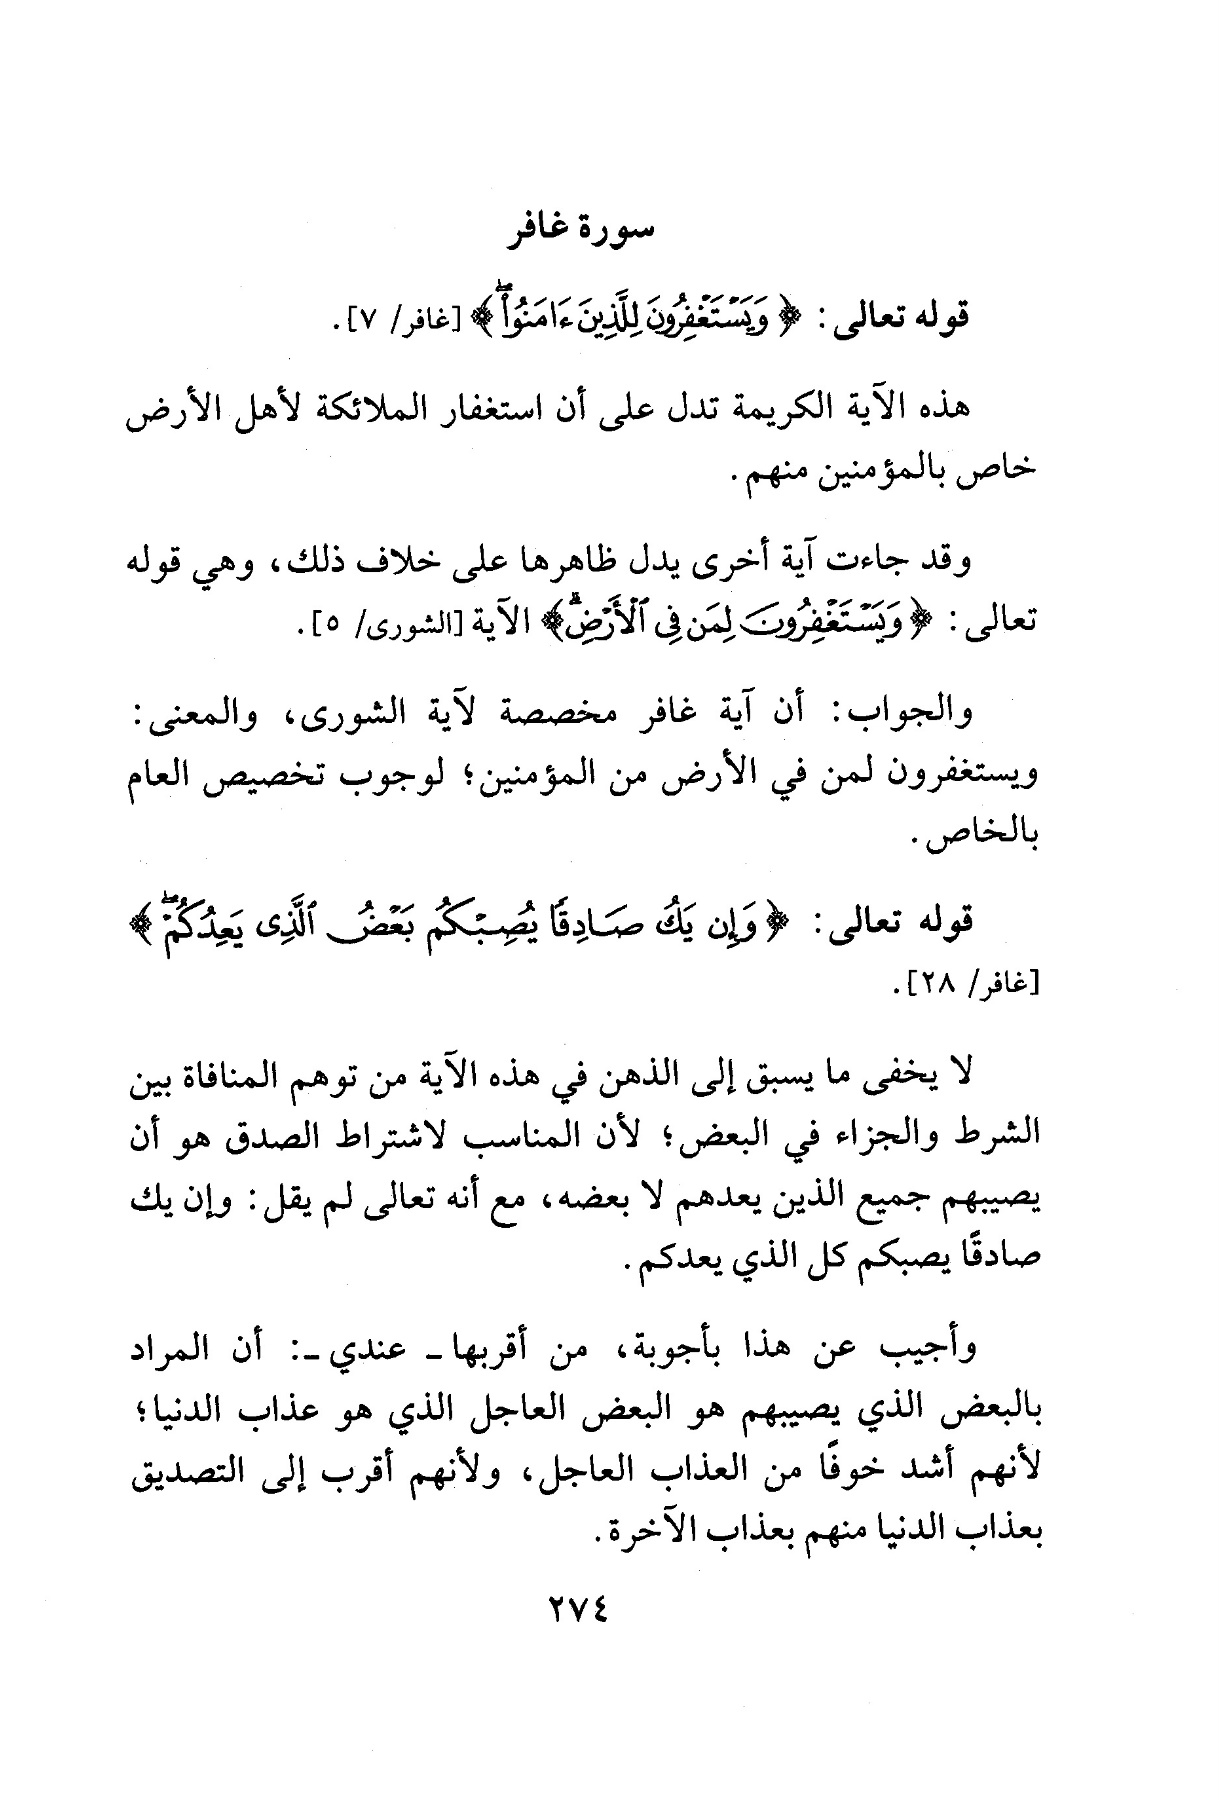 سورة غافر
قوله تعالى: ﴿وَيَسۡتَغۡفِرُونَ لِلَّذِينَ ءَامَنُواْۖ﴾ [غافر/ ٧].
هذه الآية الكريمة تدل على أن استغفار الملائكة لأهل الأرض
خاص بالمؤمنين منهم.
وقد جاءت آية أخرى يدل ظاهرها على خلاف ذلك، وهي قوله
تعالى: ﴿وَيَسۡتَغۡفِرُونَ لِمَن فِي ٱلۡأَرۡضِۗ﴾ الآية [الشورى/ ٥].
والجواب: أن آية غافر مخصصة لآية الشورى، والمعنى:
ويستغفرون لمن في الأرض من المؤمنين؛ لوجوب تخصيص العام
بالخاص.
قوله تعالى: ﴿وَإِن يَكُ صَادِقٗا يُصِبۡكُم بَعۡضُ ٱلَّذِي يَعِدُكُمۡۖ﴾
[غافر/ ٢٨].
لا يخفى ما يسبق إلى الذهن في هذه الآية من توهم المنافاة بين
الشرط والجزاء في البعض؛ لأن المناسب لاشتراط الصدق هو أن
يصيبهم جميع الذين يعدهم لا بعضه، مع أنه تعالى لم يقل: وإن يك
صادقًا يصبكم كل الذي يعدكم.
وأجيب عن هذا بأجوبة، من أقربها ـ عندي ـ: أن المراد
بالبعض الذي يصيبهم هو البعض العاجل الذي هو عذاب الدنيا؛
لأنهم أشد خوفًا من العذاب العاجل، ولأنهم أقرب إلى التصديق
بعذاب الدنيا منهم بعذاب الآخرة.
٢٧٤